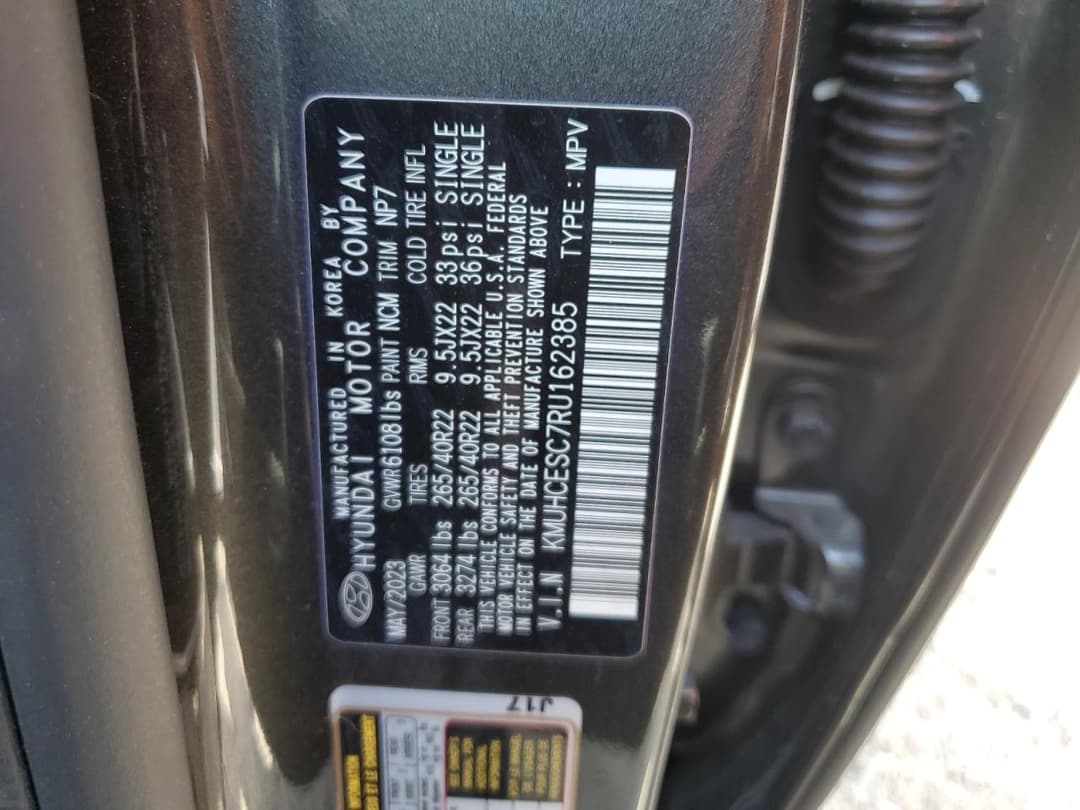 MANUFACTURED IN KOREA BY
HYUNDAI MOTOR COMPANY
MAY/2023 GVWR 6108 lbs PAINT NCM TRIM NP7
GAWR TIRES RIMS COLD TIRE INFL
FRONT 3064 lbs 265/40R22 9.5JX22 33psi SINGLE
REAR 3274 lbs 265/40R22 9.5JX22 36psi SINGLE
THIS VEHICLE CONFORMS TO ALL APPLICABLE U.S.A. FEDERAL
MOTOR VEHICLE SAFETY AND THEFT PREVENTION STANDARDS
IN EFFECT ON THE DATE OF MANUFACTURE SHOWN ABOVE
V.I.N KMUHCESC7RU162385 TYPE : MPV
J17